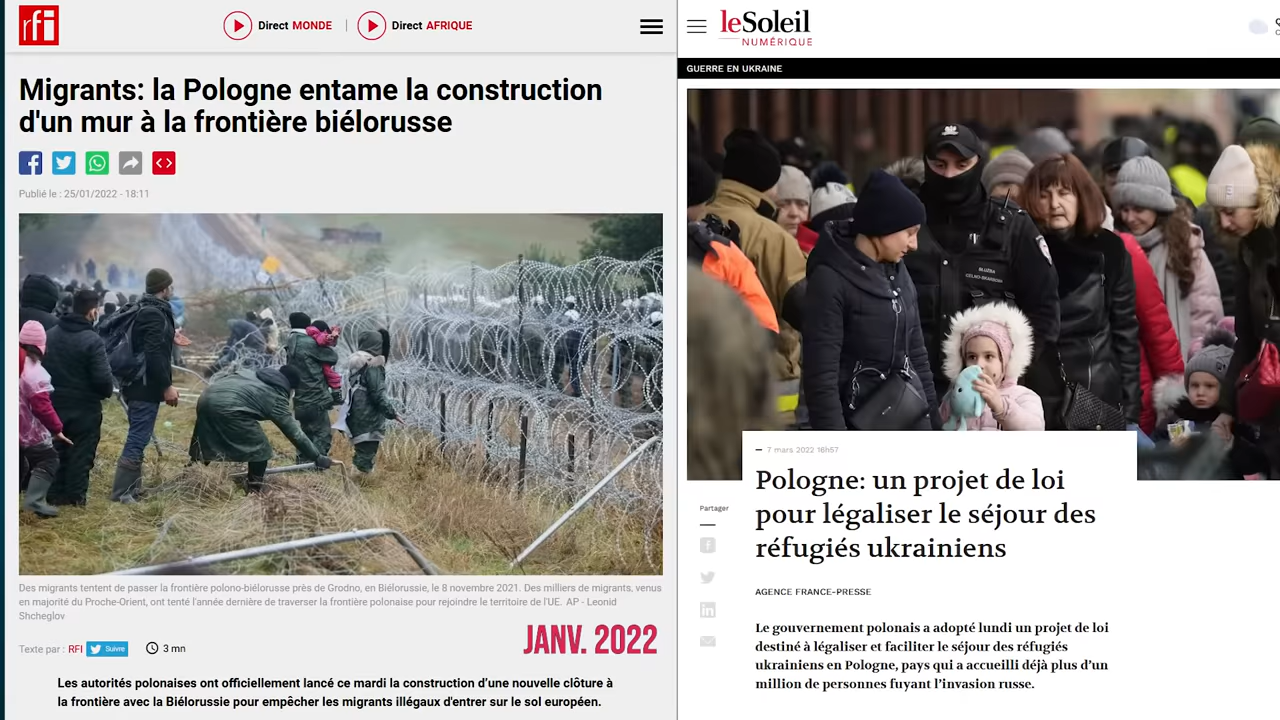 rfi
Direct MONDE
Direct AFRIQUE
Migrants: la Pologne entame la construction
d'un mur à la frontière biélorusse
Publié le : 25/01/2022 - 18:11
Des migrants tentent de passer la frontière polono-biélorusse près de Grodno, en Biélorussie, le 8 novembre 2021. Des milliers de migrants, venus
en majorité du Proche-Orient, ont tenté l'année dernière de traverser la frontière polonaise pour rejoindre le territoire de l'UE. AP - Leonid
Shcheglov
JANV. 2022
Texte par : RFI Suivre 3 mn
Les autorités polonaises ont officiellement lancé ce mardi la construction d'une nouvelle clôture à
la frontière avec la Biélorussie pour empêcher les migrants illégaux d'entrer sur le sol européen.
leSoleil
NUMÉRIQUE
GUERRE EN UKRAINE
SŁUŻBA
CELNO-SKARBOWA
7 mars 2022 16h57
Pologne: un projet de loi
pour légaliser le séjour des
réfugiés ukrainiens
Partager
AGENCE FRANCE-PRESSE
Le gouvernement polonais a adopté lundi un projet de loi
destiné à légaliser et faciliter le séjour des réfugiés
ukrainiens en Pologne, pays qui a accueilli déjà plus d'un
million de personnes fuyant l'invasion russe.